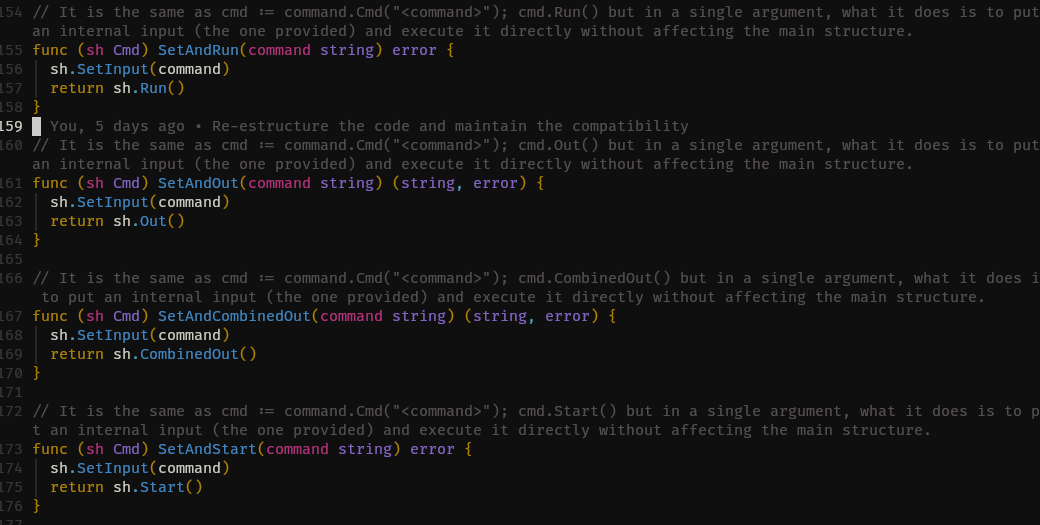 154 // It is the same as cmd := command.Cmd("<command>"); cmd.Run() but in a single argument, what it does is to put
an internal input (the one provided) and execute it directly without affecting the main structure.
155 func (sh Cmd) SetAndRun(command string) error {
156 sh.SetInput(command)
157 return sh.Run()
158 }
159 You, 5 days ago • Re-estructure the code and maintain the compatibility
160 // It is the same as cmd := command.Cmd("<command>"); cmd.Out() but in a single argument, what it does is to put
an internal input (the one provided) and execute it directly without affecting the main structure.
161 func (sh Cmd) SetAndOut(command string) (string, error) {
162 sh.SetInput(command)
163 return sh.Out()
164 }
165
166 // It is the same as cmd := command.Cmd("<command>"); cmd.CombinedOut() but in a single argument, what it does i
to put an internal input (the one provided) and execute it directly without affecting the main structure.
167 func (sh Cmd) SetAndCombinedOut(command string) (string, error) {
168 sh.SetInput(command)
169 return sh.CombinedOut()
170 }
171
172 // It is the same as cmd := command.Cmd("<command>"); cmd.Start() but in a single argument, what it does is to p
t an internal input (the one provided) and execute it directly without affecting the main structure.
173 func (sh Cmd) SetAndStart(command string) error {
174 sh.SetInput(command)
175 return sh.Start()
176 }